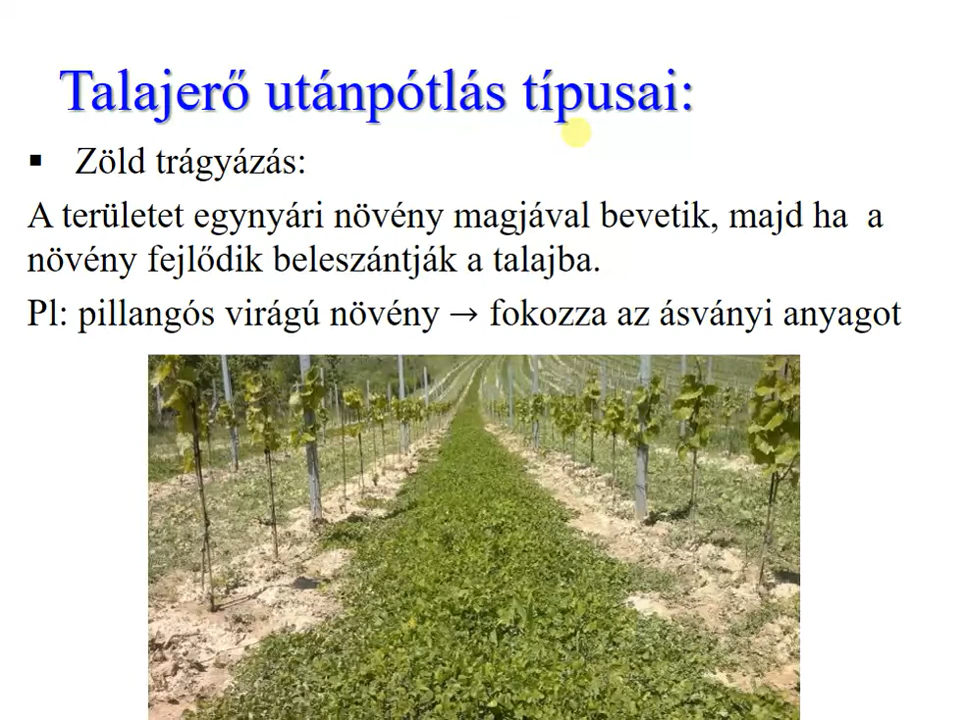 Talajerő utánpótlás típusai:
▪ Zöld trágyázás:
A területet egynyári növény magjával bevetik, majd ha a
növény fejlődik beleszántják a talajba.
Pl: pillangós virágú növény → fokozza az ásványi anyagot